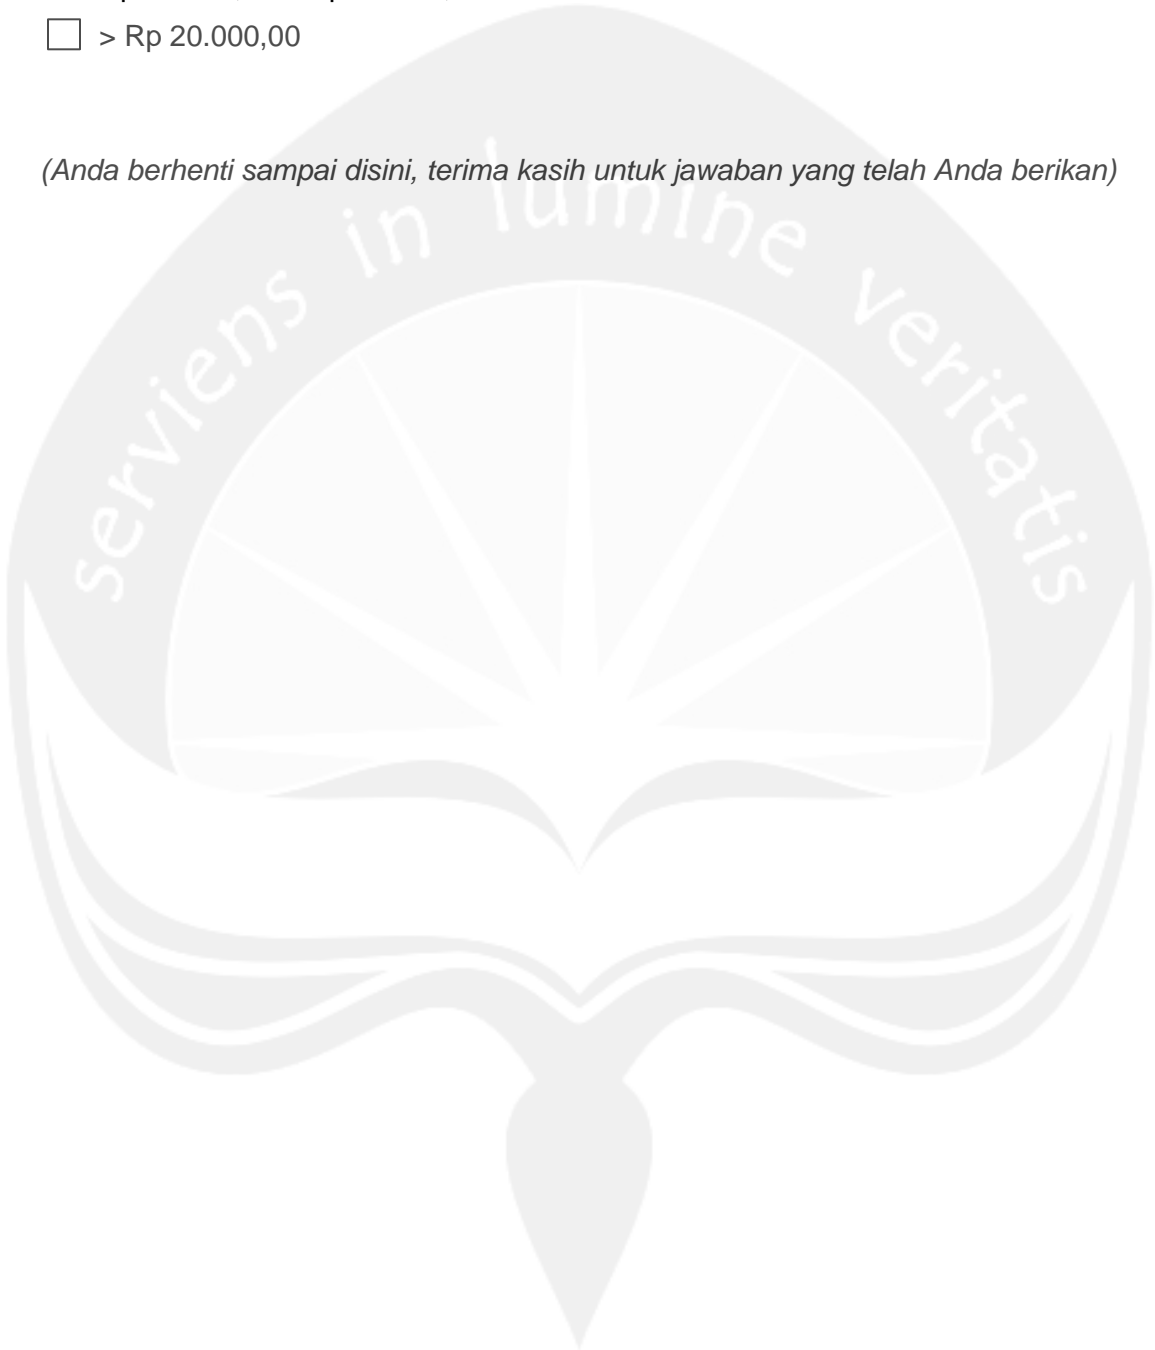 > Rp 20.000,00
(Anda berhenti sampai disini, terima kasih untuk jawaban yang telah Anda berikan)
serviens in lumine veritatis